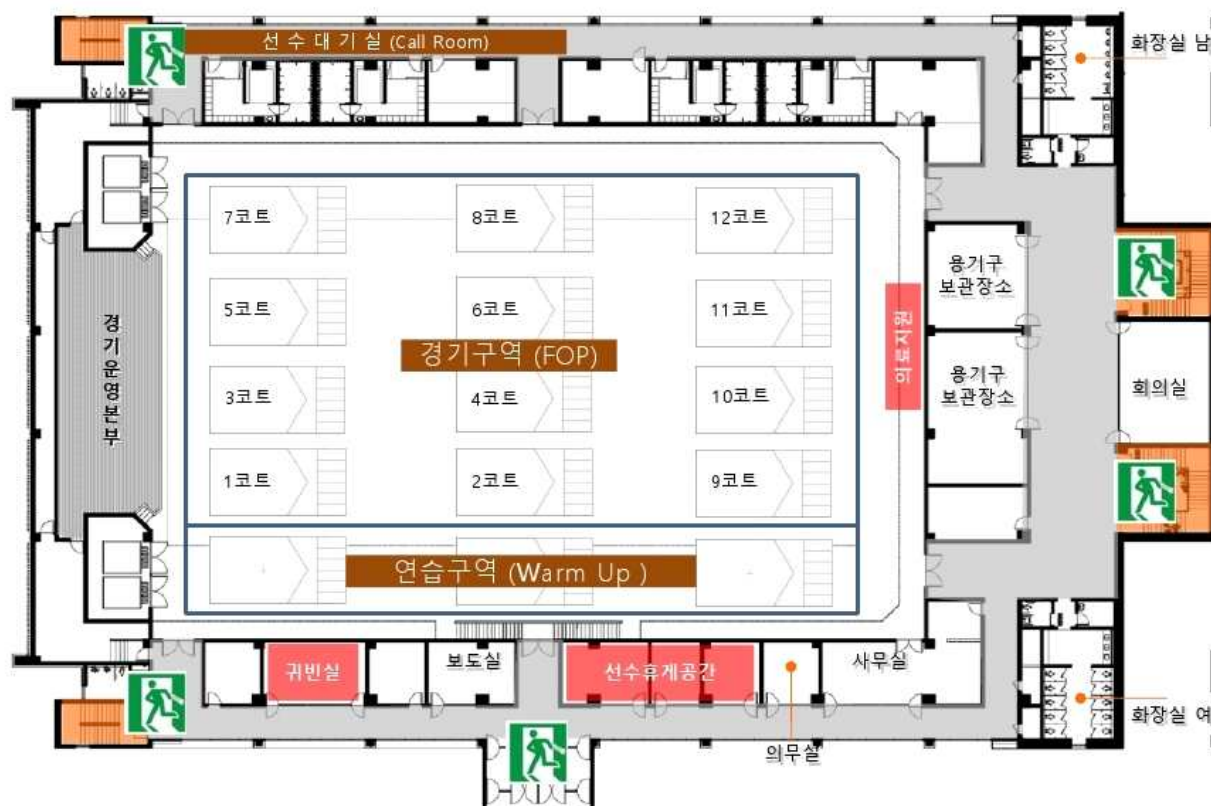 선 수 대 기 실 (Call Room)
화장실 남
7코트
8코트
12코트
용기구
보관장소
5코트
6코트
11코트
경기운영본부
경기구역 (FOP)
의료지원
3코트
4코트
10코트
용기구
보관장소
회의실
1코트
2코트
9코트
연습구역 (Warm Up )
귀빈실
보도실
선수휴게공간
사무실
화장실 여
의무실